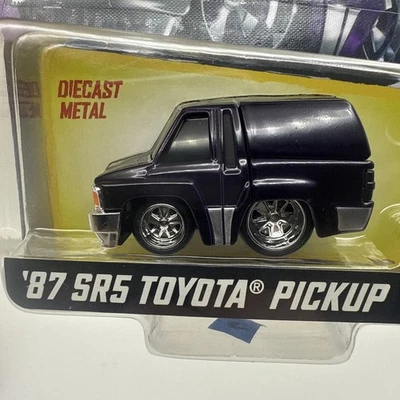 DIECAST
METAL
'87 SR5 TOYOTA® PICKUP